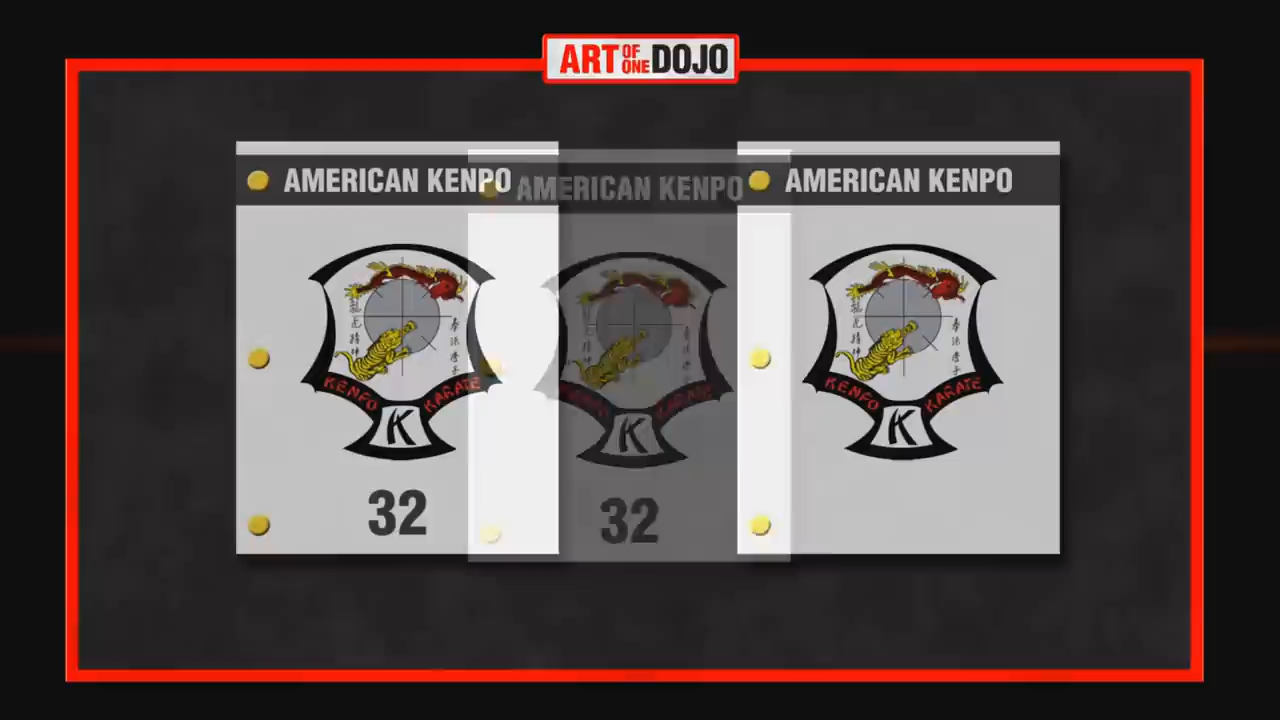 ART OF ONE DOJO
AMERICAN KENPO
AMERICAN KENPO
AMERICAN KENPO
KENPO KARATE
K
KENPO KARATE
K
KENPO KARATE
K
32
32